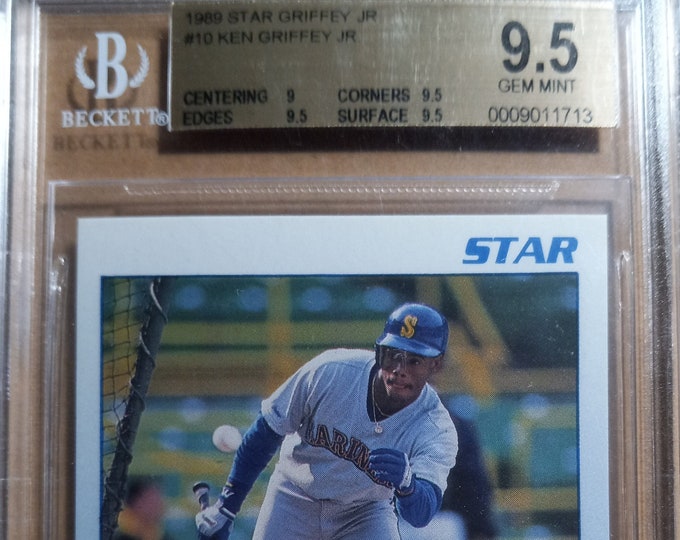 1989 STAR GRIFFEY JR
#10 KEN GRIFFEY JR
9.5
GEM MINT
CENTERING 9 CORNERS 9.5
EDGES 9.5 SURFACE 9.5
0009011713
B
BECKETT®
STAR
S
MARIN